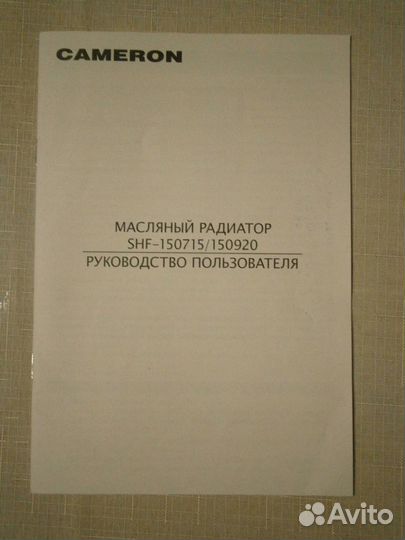 CAMERON
МАСЛЯНЫЙ РАДИАТОР
SHF-150715/150920
РУКОВОДСТВО ПОЛЬЗОВАТЕЛЯ
Avito